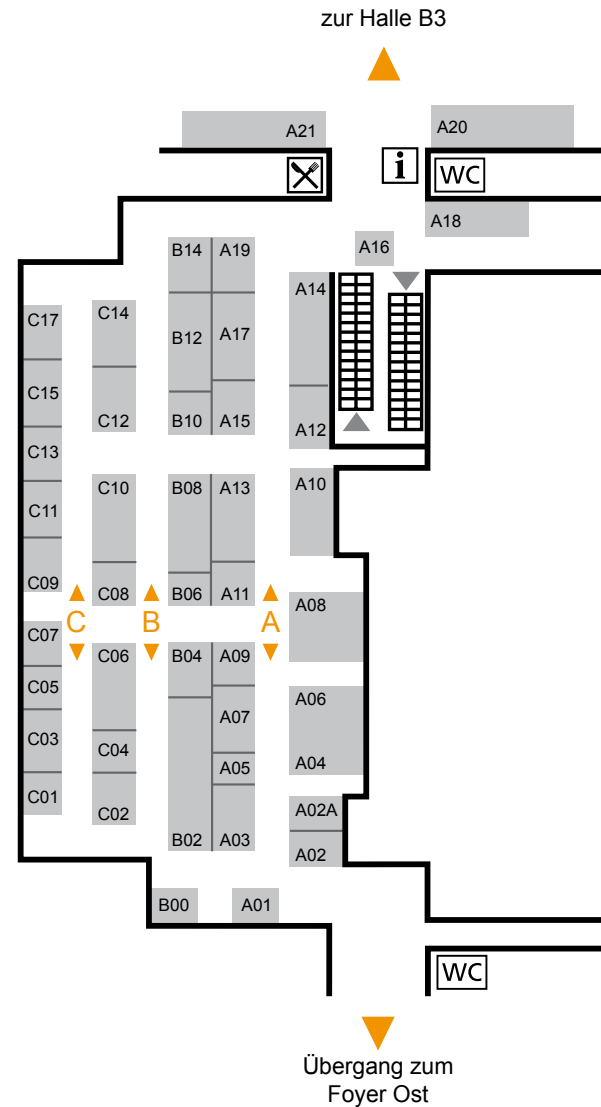 zur Halle B3
A21
A20
i
WC
A18
A16
B14 A19
A14
C17
C14
B12 A17
C15
C12
B10 A15
A12
C13
C10
B08 A13
A10
C11
C09
C08
B06 A11
A08
C B A
C07
C06
B04 A09
C05
A06
A07
C03
C04
A05
A04
C01
C02
A02A
B02 A03
A02
B00
A01
WC
Übergang zum
Foyer Ost